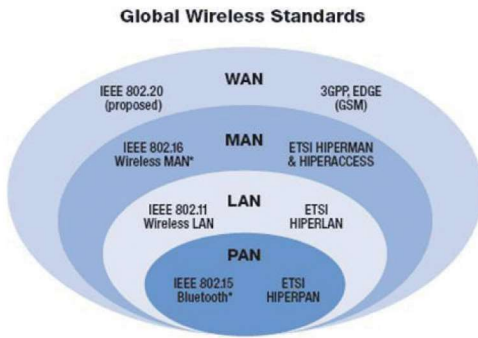 Global Wireless Standards
WAN
IEEE 802.20
(proposed)
3GPP, EDGE
(GSM)
MAN
IEEE 802.16
Wireless MAN*
ETSI HIPERMAN
& HIPERACCESS
LAN
IEEE 802.11
Wireless LAN
ETSI
HIPERLAN
PAN
IEEE 802.15
Bluetooth*
ETSI
HIPERPAN